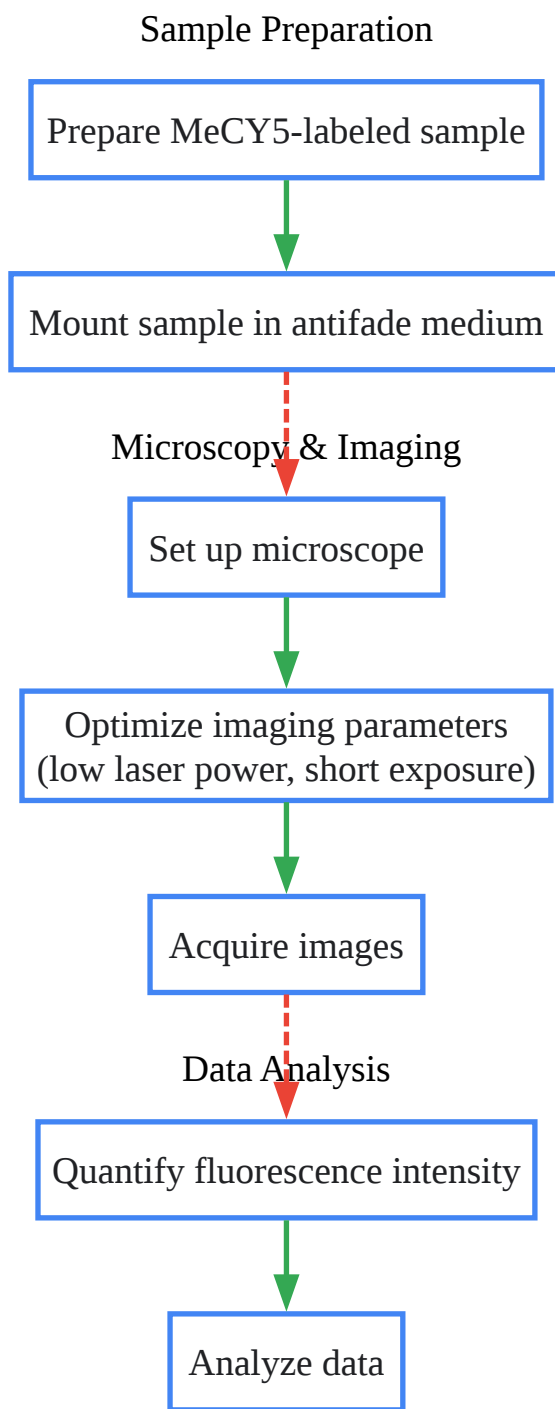 Sample Preparation
Prepare MeCY5-labeled sample
Mount sample in antifade medium
Microscopy & Imaging
Set up microscope
Optimize imaging parameters
(low laser power, short exposure)
Acquire images
Data Analysis
Quantify fluorescence intensity
Analyze data